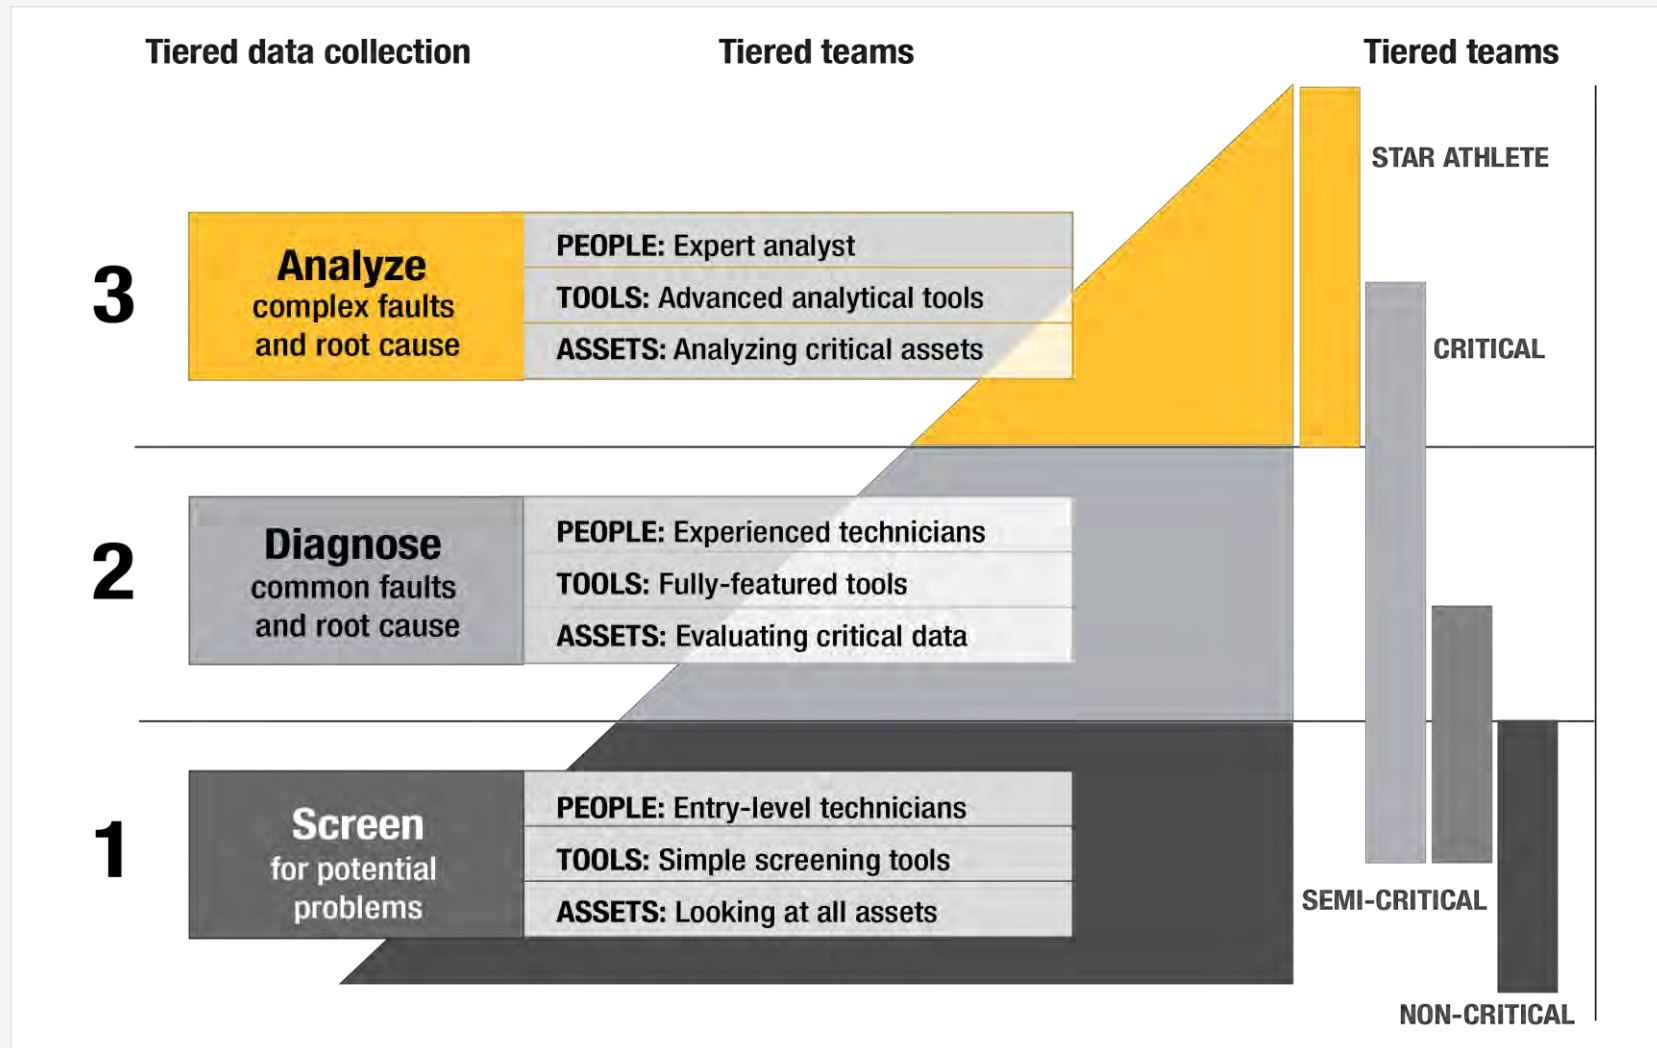 Tiered data collection
Tiered teams
Tiered teams
STAR ATHLETE
3
Analyze
complex faults
and root cause
PEOPLE: Expert analyst
TOOLS: Advanced analytical tools
ASSETS: Analyzing critical assets
CRITICAL
2
Diagnose
common faults
and root cause
PEOPLE: Experienced technicians
TOOLS: Fully-featured tools
ASSETS: Evaluating critical data
1
Screen
for potential
problems
PEOPLE: Entry-level technicians
TOOLS: Simple screening tools
ASSETS: Looking at all assets
SEMI-CRITICAL
NON-CRITICAL